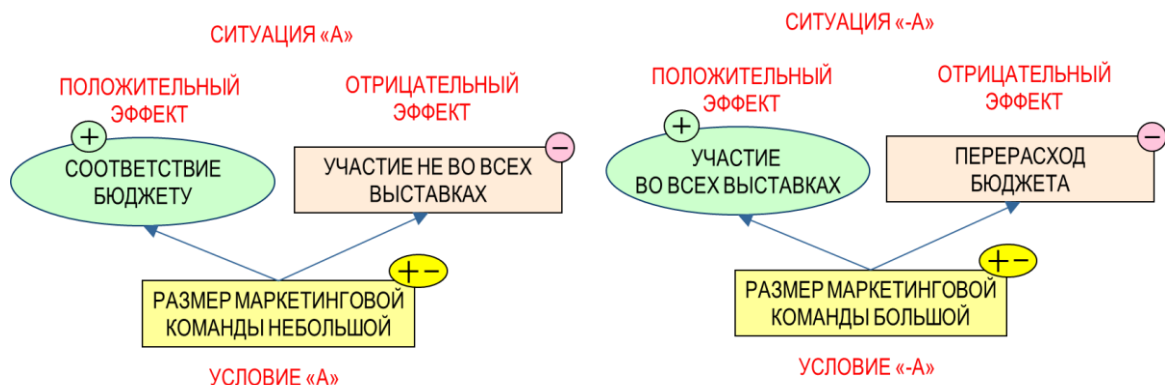 СИТУАЦИЯ «А»
ПОЛОЖИТЕЛЬНЫЙ
ЭФФЕКТ
ОТРИЦАТЕЛЬНЫЙ
ЭФФЕКТ
+
СООТВЕТСТВИЕ
БЮДЖЕТУ
−
УЧАСТИЕ НЕ ВО ВСЕХ
ВЫСТАВКАХ
+−
РАЗМЕР МАРКЕТИНГОВОЙ
КОМАНДЫ НЕБОЛЬШОЙ
УСЛОВИЕ «А»
СИТУАЦИЯ «-А»
ПОЛОЖИТЕЛЬНЫЙ
ЭФФЕКТ
ОТРИЦАТЕЛЬНЫЙ
ЭФФЕКТ
+
УЧАСТИЕ
ВО ВСЕХ ВЫСТАВКАХ
−
ПЕРЕРАСХОД
БЮДЖЕТА
+−
РАЗМЕР МАРКЕТИНГОВОЙ
КОМАНДЫ БОЛЬШОЙ
УСЛОВИЕ «-А»